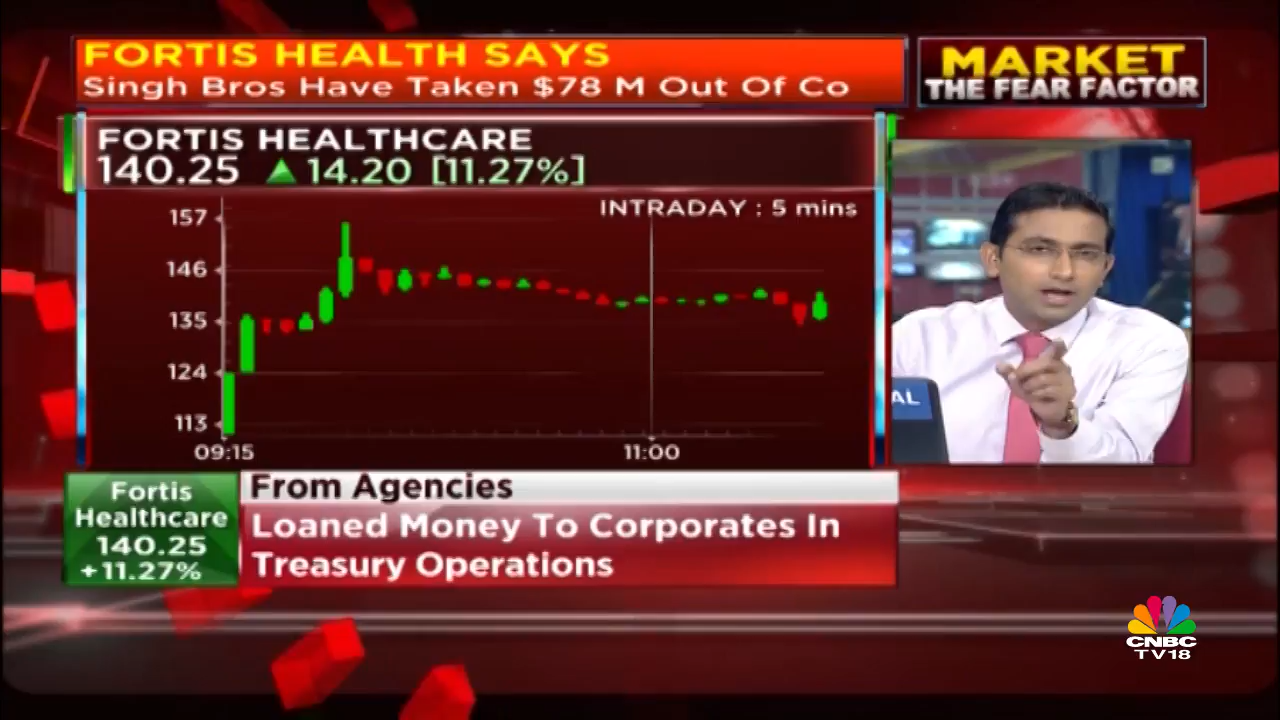 FORTIS HEALTH SAYS
Singh Bros Have Taken $78 M Out Of Co
MARKET
THE FEAR FACTOR
FORTIS HEALTHCARE
140.25 ▲ 14.20 [11.27%]
INTRADAY : 5 mins
157
146
135
124
113
09:15 11:00
AL
Fortis
Healthcare
140.25
+11.27%
From Agencies
Loaned Money To Corporates In
Treasury Operations
CNBC
TV18